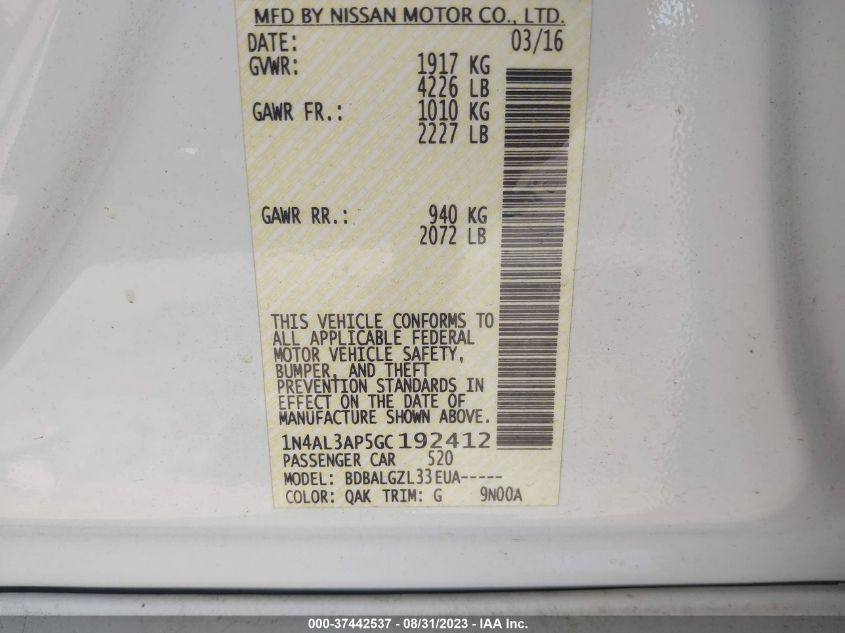 MFD BY NISSAN MOTOR CO., LTD.
DATE: 03/16
GVWR: 1917 KG
4226 LB
GAWR FR.: 1010 KG
2227 LB
GAWR RR.: 940 KG
2072 LB
THIS VEHICLE CONFORMS TO
ALL APPLICABLE FEDERAL
MOTOR VEHICLE SAFETY,
BUMPER, AND THEFT
PREVENTION STANDARDS IN
EFFECT ON THE DATE OF
MANUFACTURE SHOWN ABOVE.
1N4AL3AP5GC192412
PASSENGER CAR 520
MODEL: BDBALGZL33EUA-----
COLOR: QAK TRIM: G 9N00A
000-37442537 - 08/31/2023 - COPYRIGHT IAA, Inc.